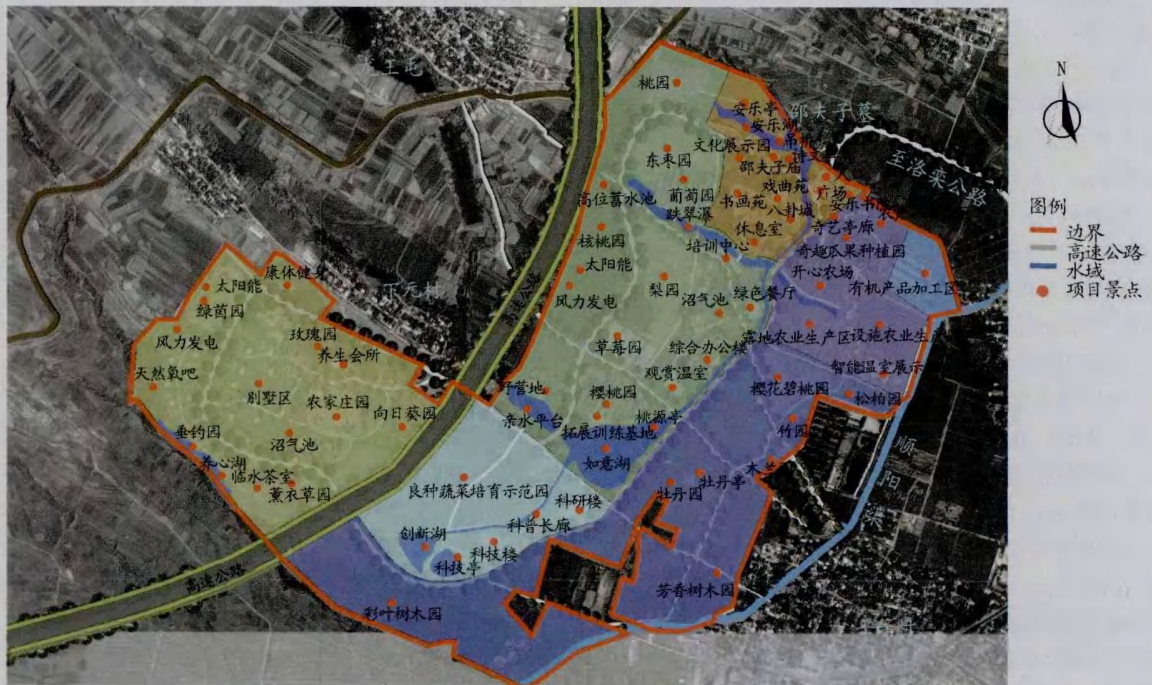 桃园
安乐亭
邵夫子墓
安乐湖
文化展示园
邵夫子庙
东枣园
戏曲苑
至洛栾公路
葡萄园
书画苑
广场
高位蓄水池
跌翠瀑
八卦城
休息室
奇艺亭廊
核桃园
培训中心
奇趣瓜果种植园
太阳能
开心农场
梨园
沼气池
绿色餐厅
有机产品加工区
风力发电
露地农业生产区
设施农业生产
草莓园
综合办公楼
观赏温室
智能温室展示
野营地
樱桃园
樱花碧桃园
松柏园
亲水平台
桃源亭
拓展训练基地
竹园
如意湖
顺阳溪
康体健身
太阳能
绿茵园
玫瑰园
风力发电
养生会所
天然氧吧
别墅区
农家庄园
向日葵园
垂钓园
沼气池
养心湖
临水茶室
薰衣草园
良种蔬菜培育示范园
科研楼
科普长廊
创新湖
科技楼
科技亭
牡丹亭
牡丹园
芳香树木园
彩叶树木园
高速公路
N
图例
边界
高速公路
水域
项目景点